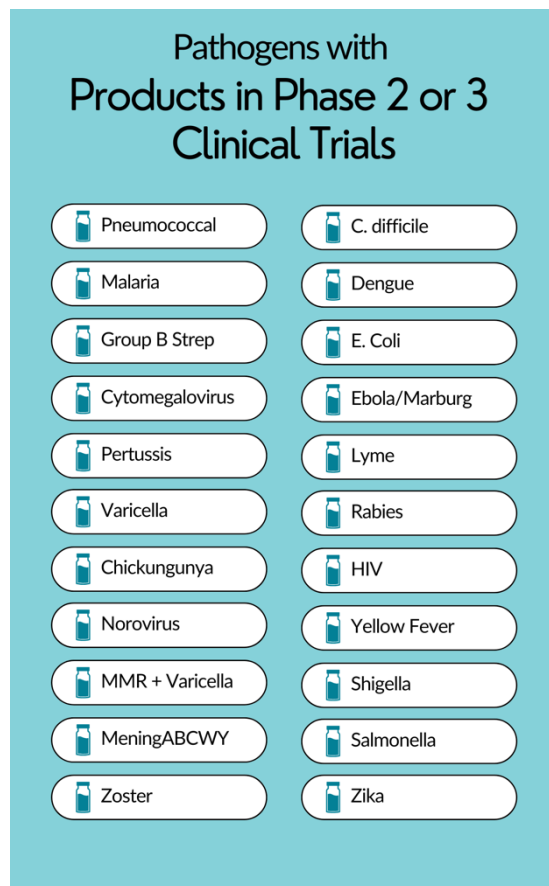 Pathogens with
Products in Phase 2 or 3
Clinical Trials
Pneumococcal
Malaria
Group B Strep
Cytomegalovirus
Pertussis
Varicella
Chickungunya
Norovirus
MMR + Varicella
MeningABCWY
Zoster
C. difficile
Dengue
E. Coli
Ebola/Marburg
Lyme
Rabies
HIV
Yellow Fever
Shigella
Salmonella
Zika